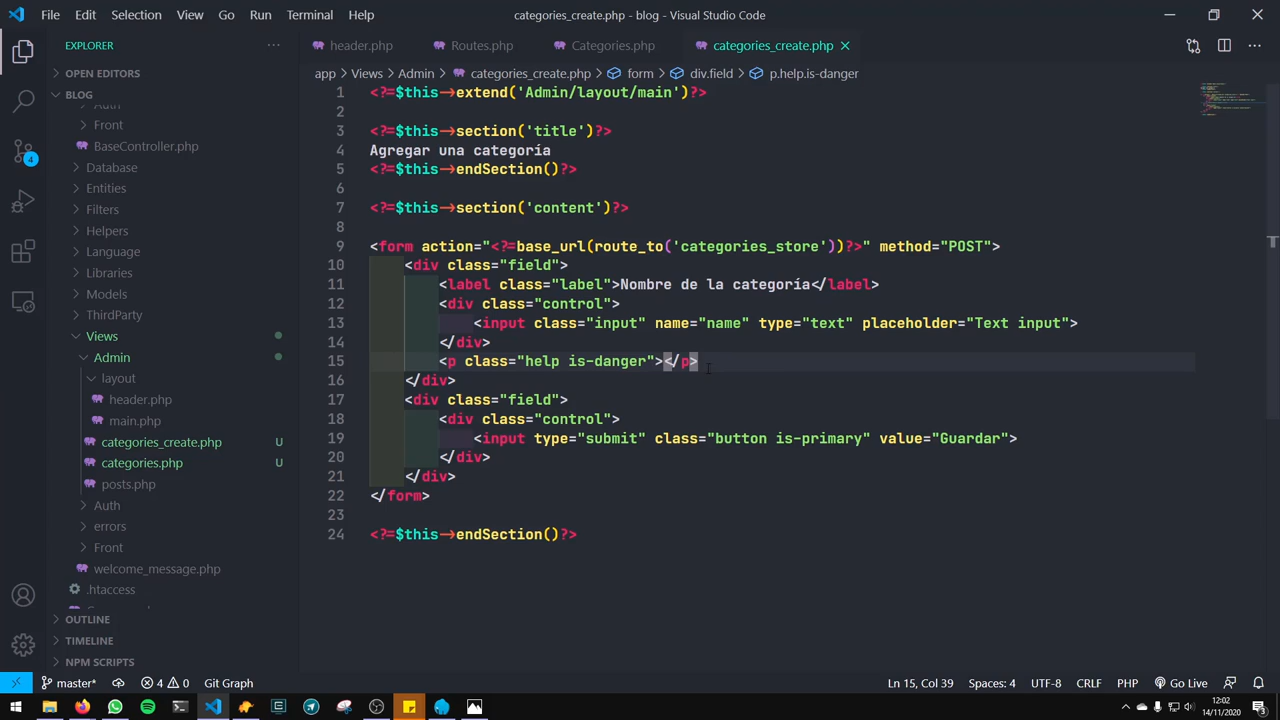 File Edit Selection View Go Run Terminal Help categories_create.php - blog - Visual Studio Code
EXPLORER
OPEN EDITORS
BLOG
Front
BaseController.php
Database
Entities
Filters
Helpers
Language
Libraries
Models
ThirdParty
Views
Admin
layout
header.php
main.php
categories_create.php U
categories.php U
posts.php
Auth
errors
Front
welcome_message.php
.htaccess
OUTLINE
TIMELINE
NPM SCRIPTS
header.php Routes.php Categories.php categories_create.php
app > Views > Admin > categories_create.php > form > div.field > p.help.is-danger
1 <?=$this->extend('Admin/layout/main')?>
2
3 <?=$this->section('title')?>
4 Agregar una categoría
5 <?=$this->endSection()?>
6
7 <?=$this->section('content')?>
8
9 <form action="<?=base_url(route_to('categories_store'))?>" method="POST">
10 <div class="field">
11 <label class="label">Nombre de la categoría</label>
12 <div class="control">
13 <input class="input" name="name" type="text" placeholder="Text input">
14 </div>
15 <p class="help is-danger"></p>
16 </div>
17 <div class="field">
18 <div class="control">
19 <input type="submit" class="button is-primary" value="Guardar">
20 </div>
21 </div>
22 </form>
23
24 <?=$this->endSection()?>
4
master* 4 0 Git Graph Ln 15, Col 39 Spaces: 4 UTF-8 CRLF PHP Go Live
12:02
14/11/2020
3